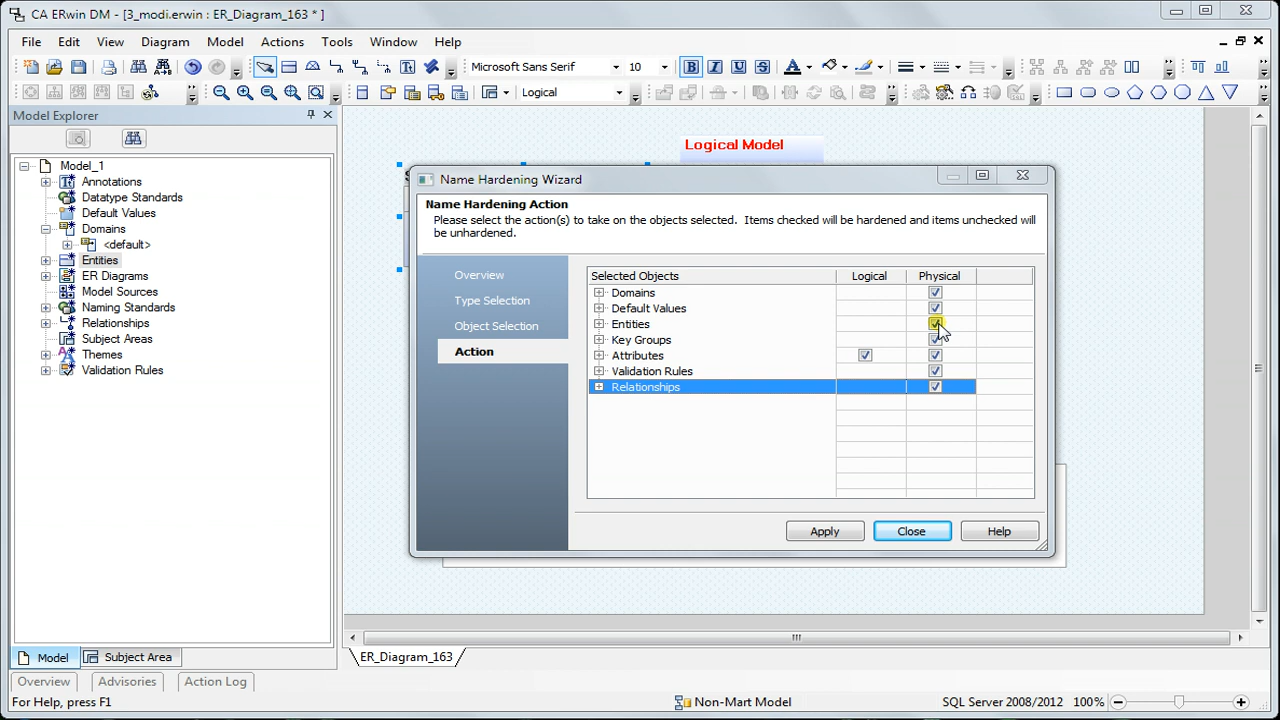 CA ERwin DM - [3_modi.erwin : ER_Diagram_163 * ]
File Edit View Diagram Model Actions Tools Window Help
Microsoft Sans Serif 10 B I U S A
Logical
Model Explorer
Model_1
Annotations
Datatype Standards
Default Values
Domains
<default>
Entities
ER Diagrams
Model Sources
Naming Standards
Relationships
Subject Areas
Themes
Validation Rules
Logical Model
Name Hardening Wizard
Name Hardening Action
Please select the action(s) to take on the objects selected. Items checked will be hardened and items unchecked will
be unhardened.
Overview
Type Selection
Object Selection
Action
Selected Objects Logical Physical
Domains
Default Values
Entities
Key Groups
Attributes
Validation Rules
Relationships
Apply Close Help
Model Subject Area
ER_Diagram_163
Overview Advisories Action Log
For Help, press F1 Non-Mart Model SQL Server 2008/2012 100%